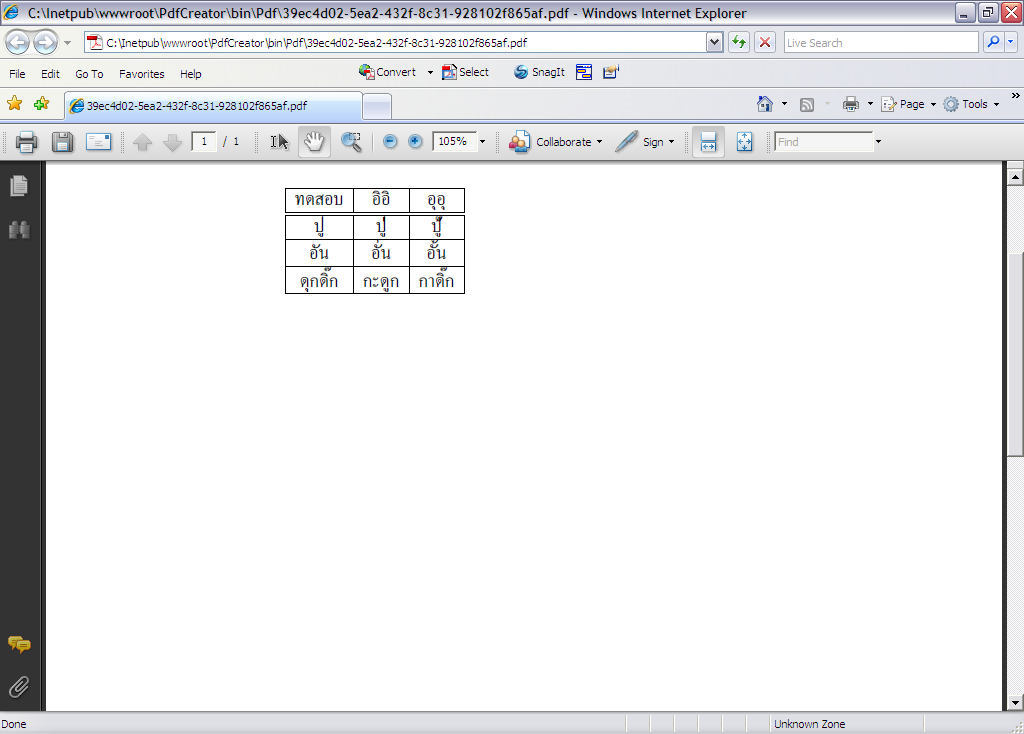 C:\Inetpub\wwwroot\PdfCreator\bin\Pdf\39ec4d02-5ea2-432f-8c31-928102f865af.pdf - Windows Internet Explorer
C:\Inetpub\wwwroot\PdfCreator\bin\Pdf\39ec4d02-5ea2-432f-8c31-928102f865af.pdf Live Search
File Edit Go To Favorites Help Convert Select SnagIt
39ec4d02-5ea2-432f-8c31-928102f865af.pdf Page Tools
1 / 1 105% Collaborate Sign Find
ทดสอบ อิอิ อุอุ
ปู ปู่ ปู้
อัน อั่น อั้น
ดุกดิ๊ก กะดูก กาดิ๊ก
Done Unknown Zone